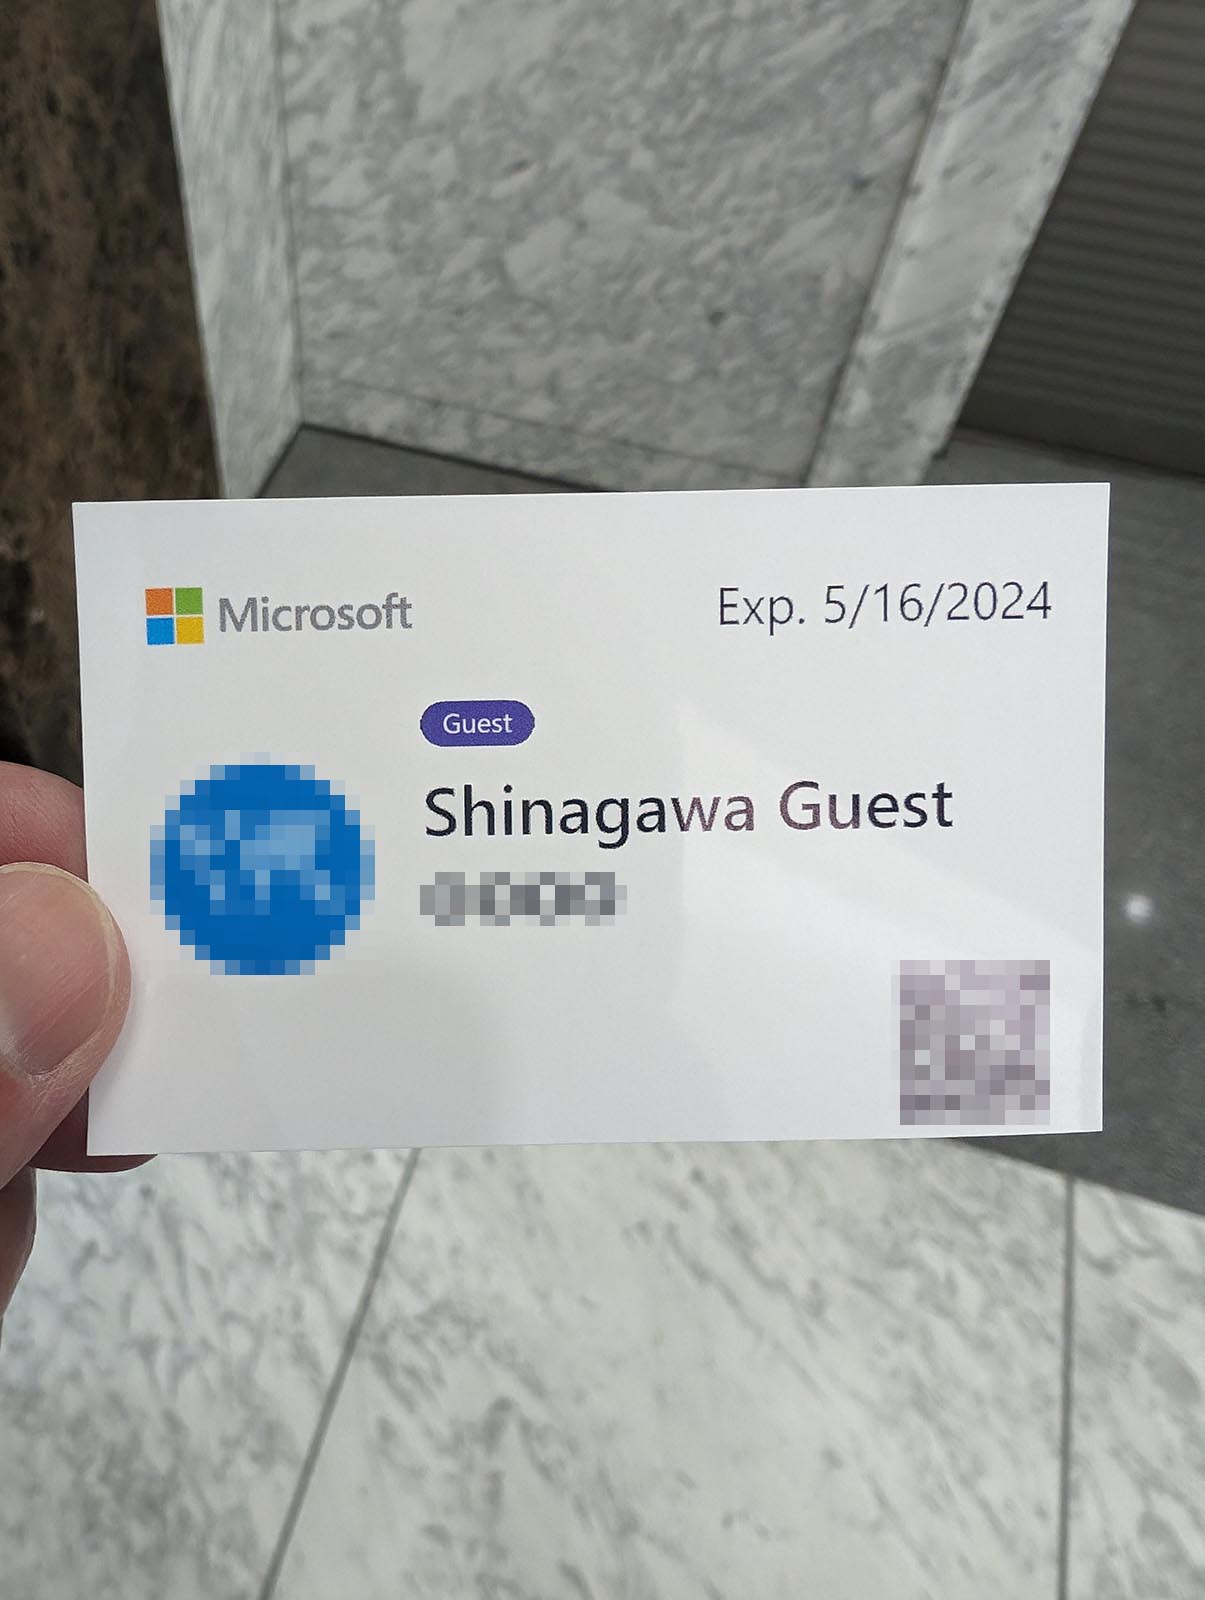 Microsoft
Exp. 5/16/2024
Guest
Shinagawa Guest